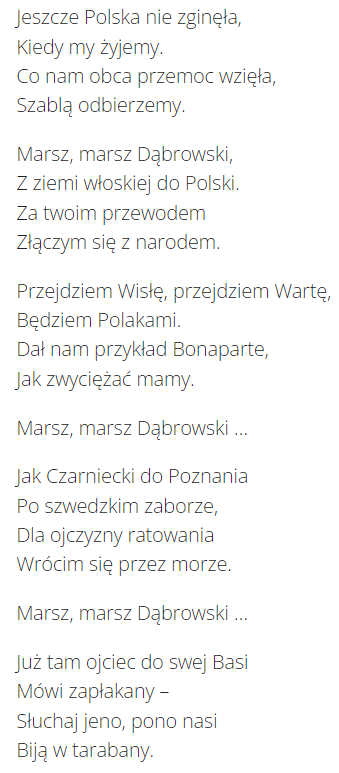 Jeszcze Polska nie zginęła,
Kiedy my żyjemy.
Co nam obca przemoc wzięła,
Szablą odbierzemy.
Marsz, marsz Dąbrowski,
Z ziemi włoskiej do Polski.
Za twoim przewodem
Złączym się z narodem.
Przejdziem Wisłę, przejdziem Wartę,
Będziem Polakami.
Dał nam przykład Bonaparte,
Jak zwyciężać mamy.
Marsz, marsz Dąbrowski ...
Jak Czarniecki do Poznania
Po szwedzkim zaborze,
Dla ojczyzny ratowania
Wrócim się przez morze.
Marsz, marsz Dąbrowski ...
Już tam ojciec do swej Basi
Mówi zapłakany –
Słuchaj jeno, pono nasi
Biją w tarabany.